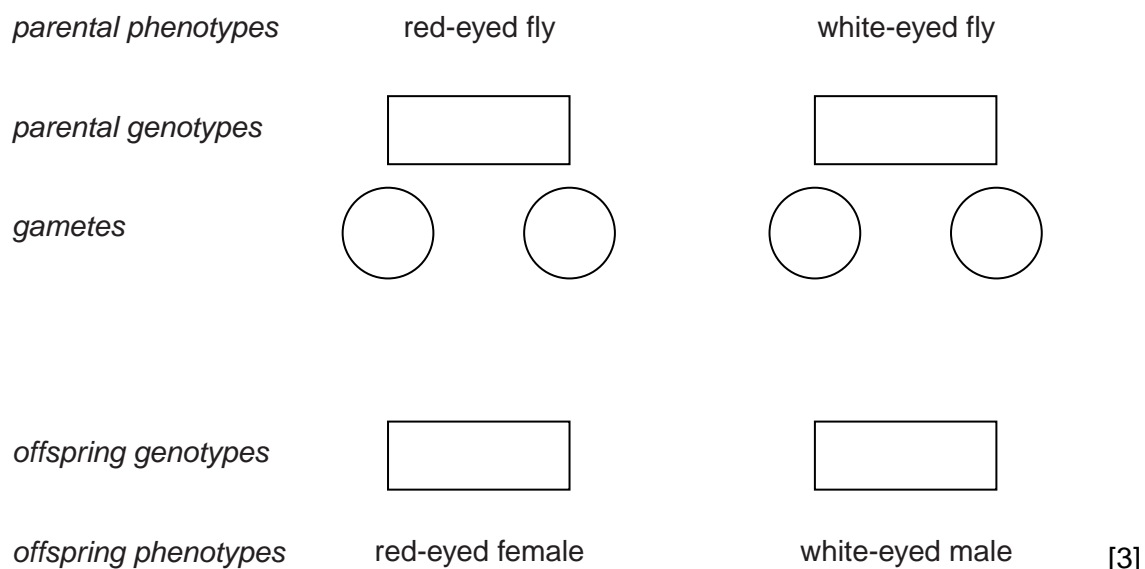 parental phenotypes red-eyed fly white-eyed fly
parental genotypes
gametes
offspring genotypes
offspring phenotypes red-eyed female white-eyed male [3]